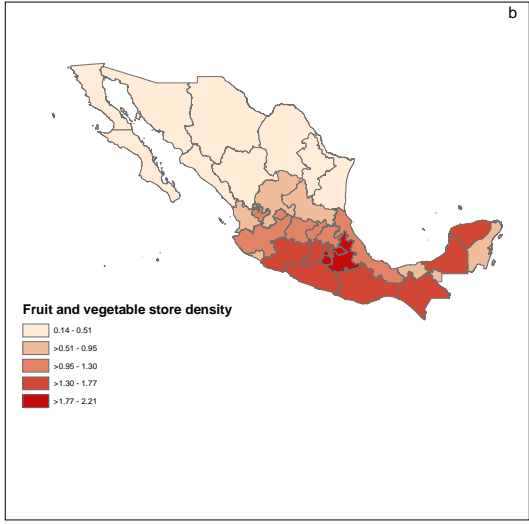 b
Fruit and vegetable store density
0.14 - 0.51
>0.51 - 0.95
>0.95 - 1.30
>1.30 - 1.77
>1.77 - 2.21